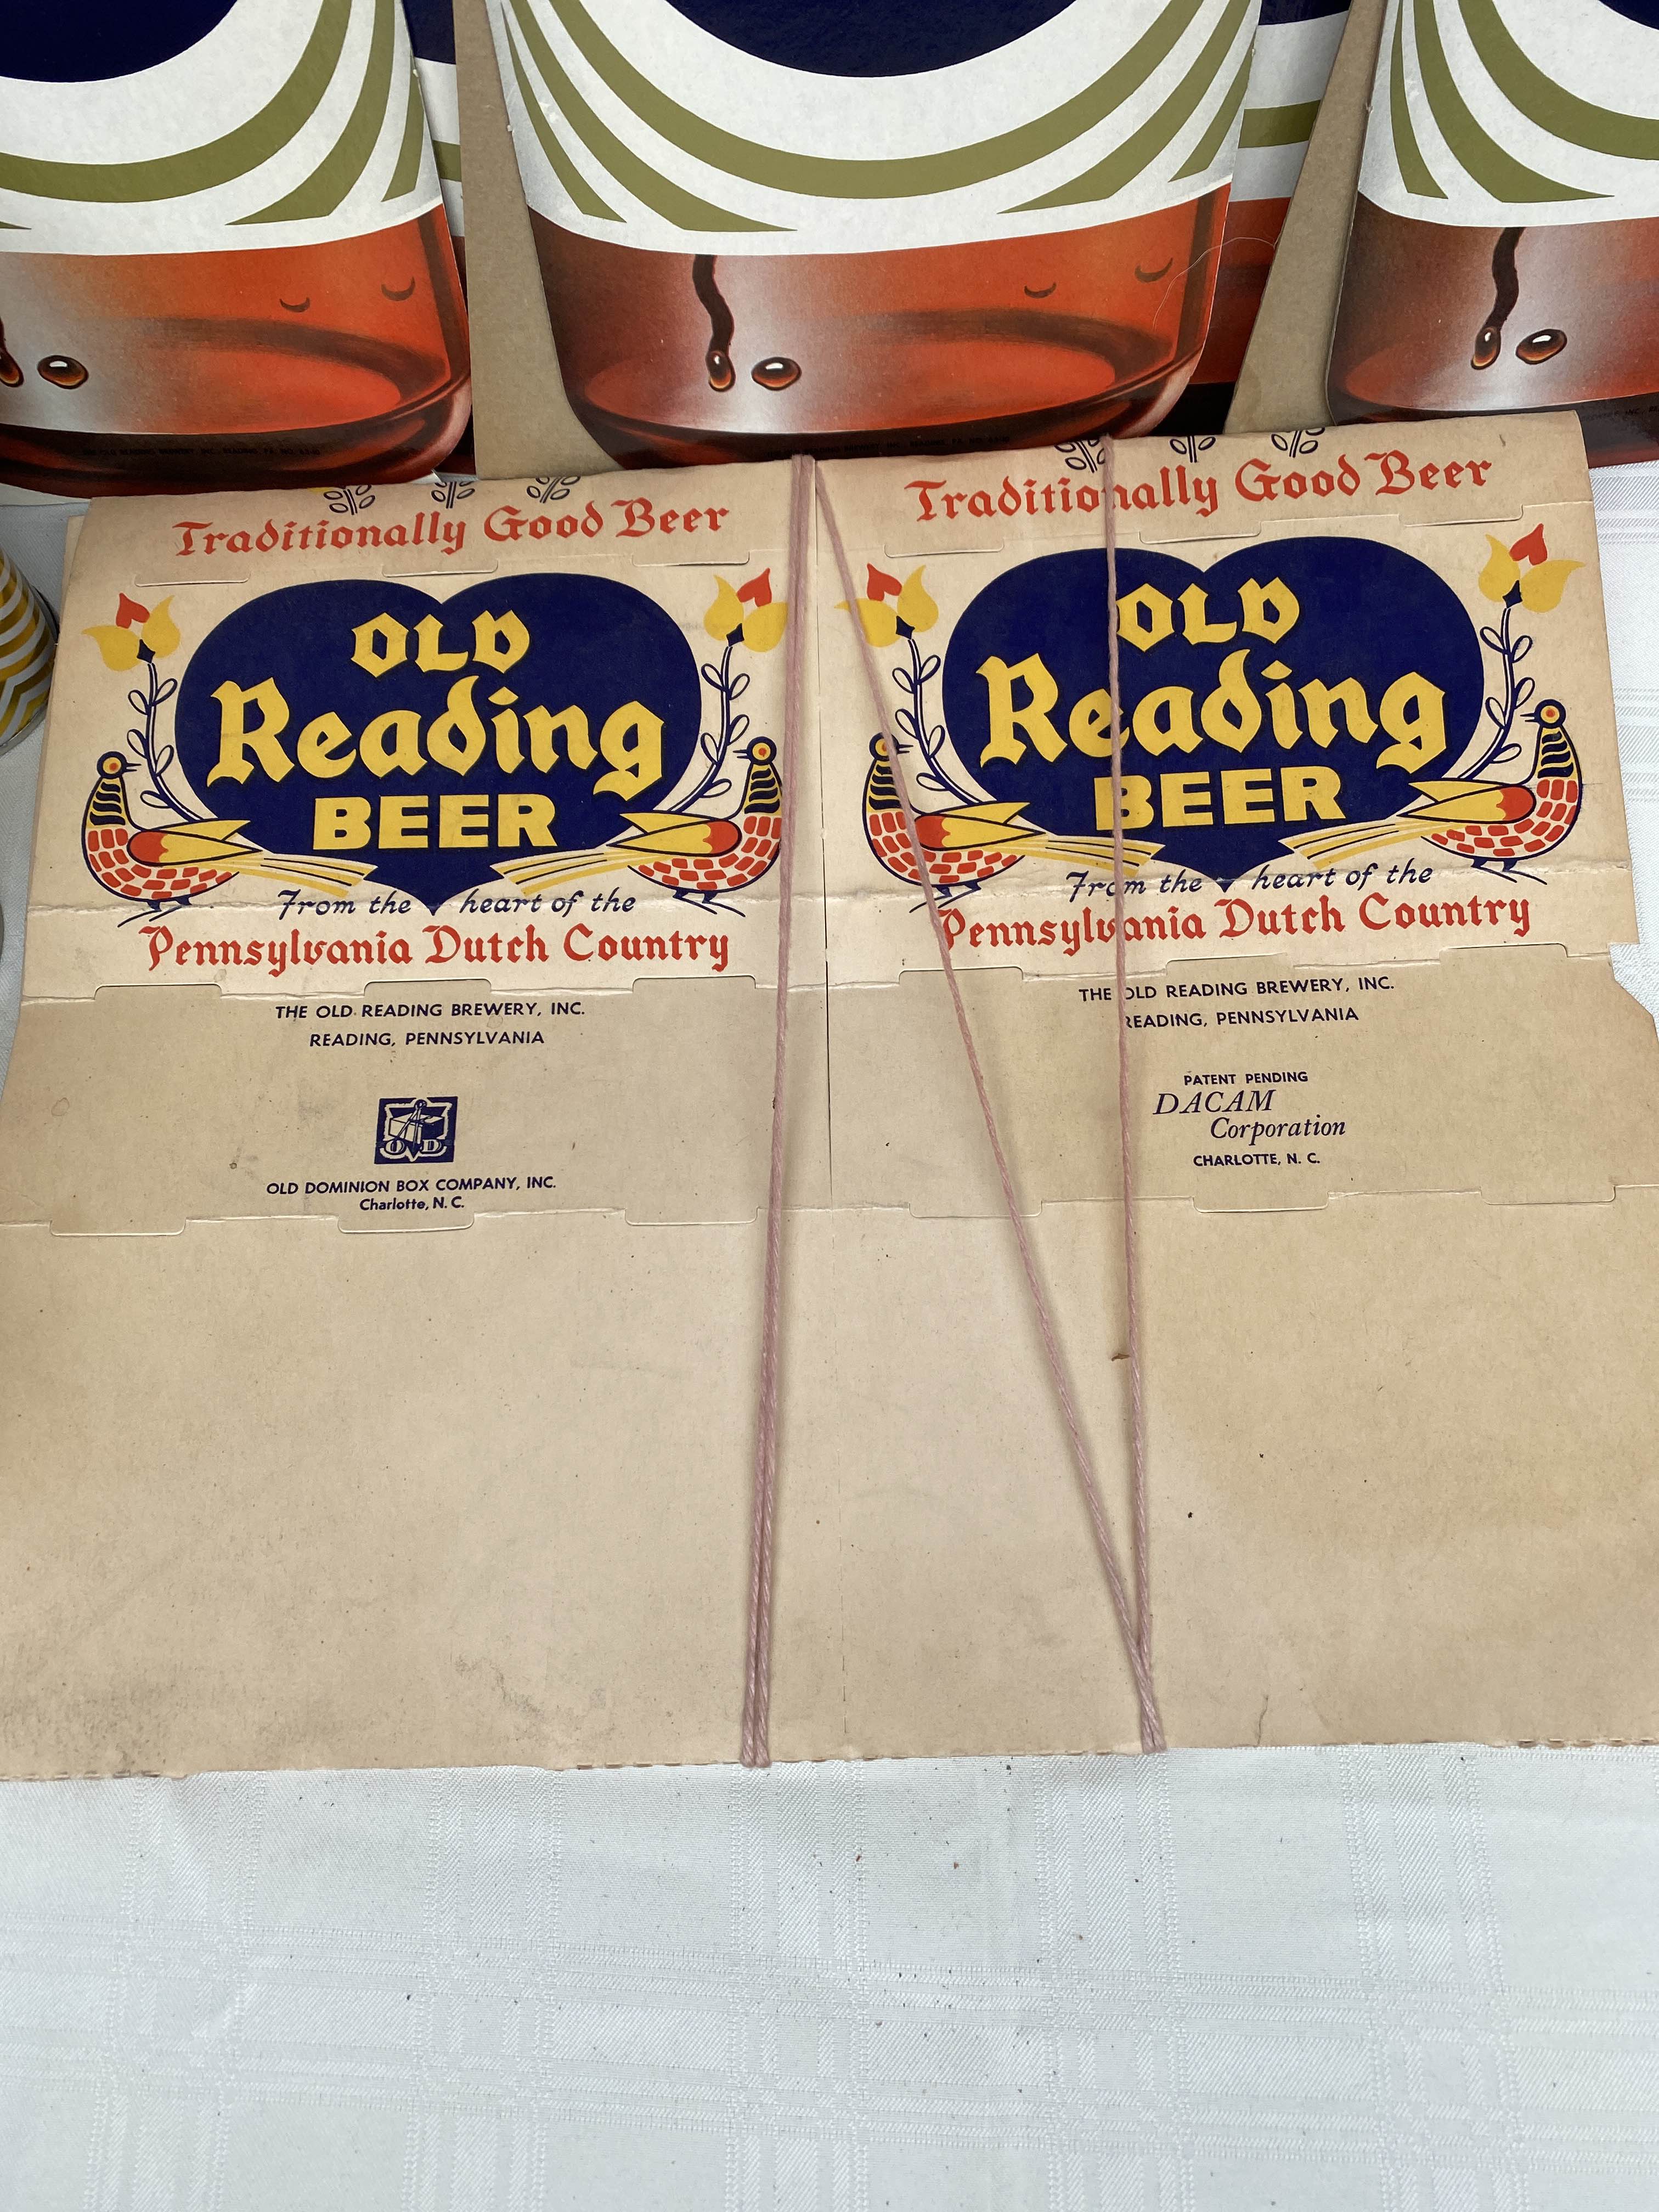 Traditionally Good Beer
OLD
Reading
BEER
From the heart of the
Pennsylvania Dutch Country
THE OLD READING BREWERY, INC.
READING, PENNSYLVANIA
OD
OLD DOMINION BOX COMPANY, INC.
Charlotte, N. C.
Traditionally Good Beer
OLD
Reading
BEER
From the heart of the
Pennsylvania Dutch Country
THE OLD READING BREWERY, INC.
READING, PENNSYLVANIA
PATENT PENDING
DACAM
Corporation
CHARLOTTE, N. C.